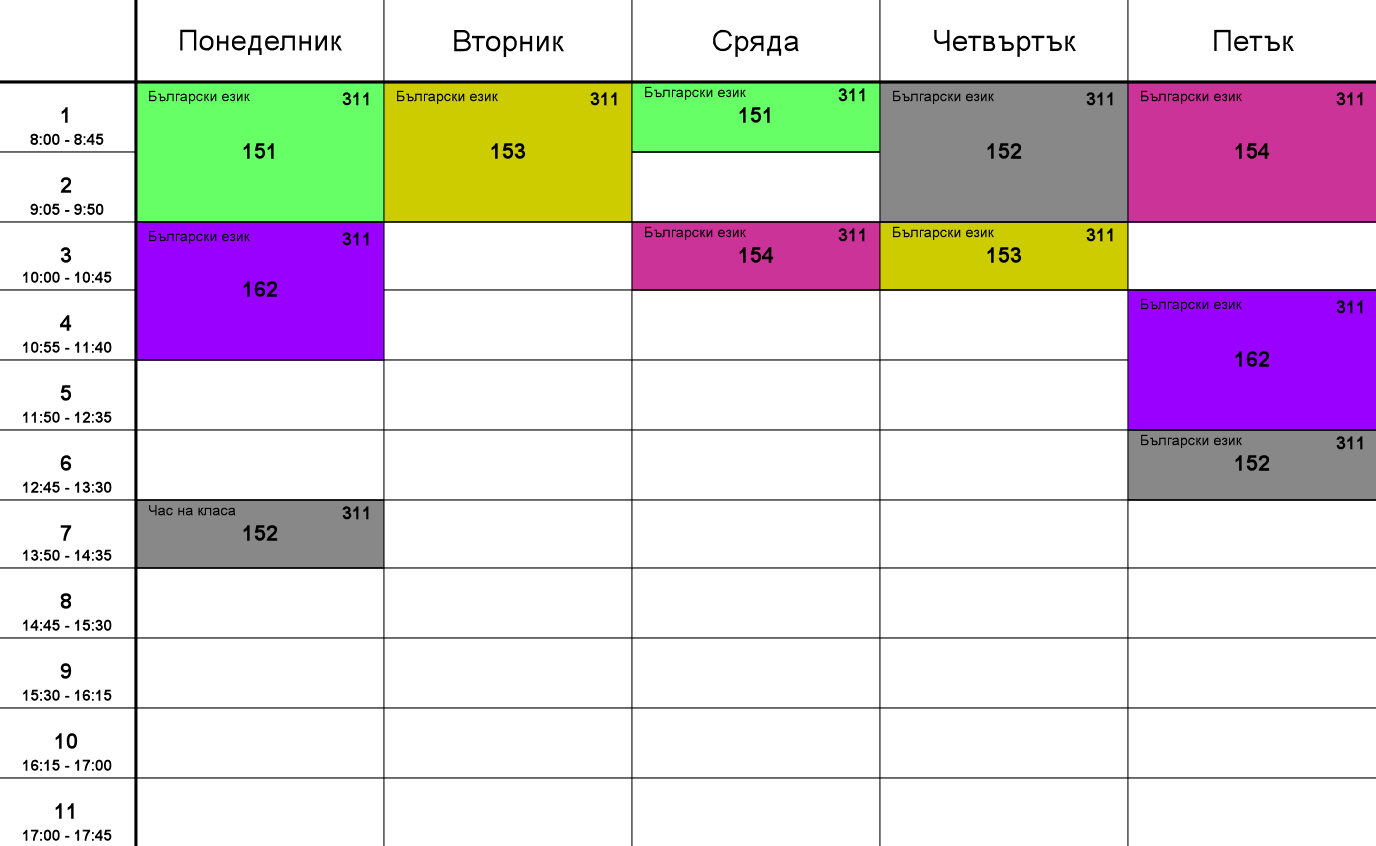 Понеделник Вторник Сряда Четвъртък Петък
1
8:00 - 8:45
Български език 311
151
Български език 311
153
Български език 311
151
Български език 311
152
Български език 311
154
2
9:05 - 9:50
3
10:00 - 10:45
Български език 311
162
Български език 311
154
Български език 311
153
4
10:55 - 11:40
Български език 311
162
5
11:50 - 12:35
6
12:45 - 13:30
Български език 311
152
7
13:50 - 14:35
Час на класа 311
152
8
14:45 - 15:30
9
15:30 - 16:15
10
16:15 - 17:00
11
17:00 - 17:45